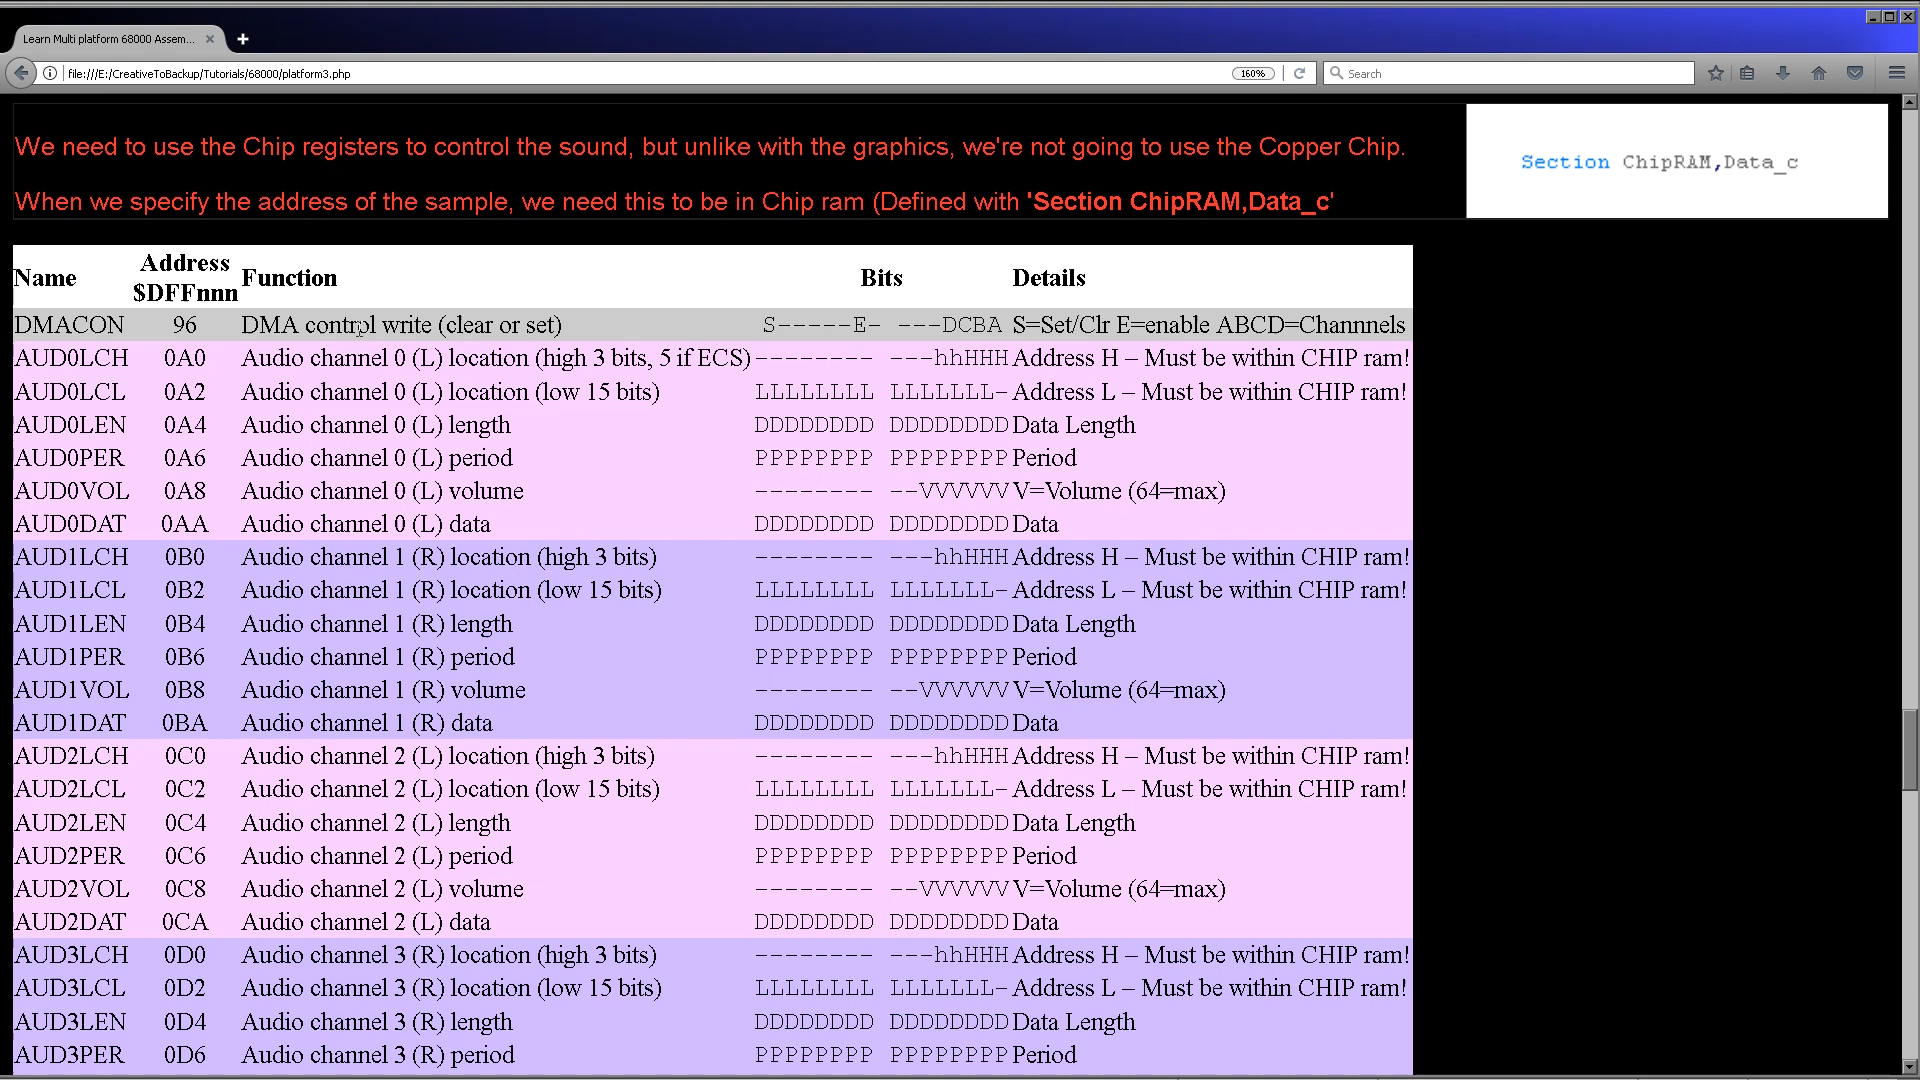 Learn Multi platform 68000 Assem...
file:///E:/CreativeToBackup/Tutorials/68000/platform3.php
160%
Search
We need to use the Chip registers to control the sound, but unlike with the graphics, we're not going to use the Copper Chip.
When we specify the address of the sample, we need this to be in Chip ram (Defined with 'Section ChipRAM,Data_c'
Section ChipRAM,Data_c
Name Address $DFFnnn Function Bits Details
DMACON 96 DMA control write (clear or set) S-----E- ---DCBA S=Set/Clr E=enable ABCD=Channnels
AUD0LCH 0A0 Audio channel 0 (L) location (high 3 bits, 5 if ECS) -------- ---hhHHH Address H – Must be within CHIP ram!
AUD0LCL 0A2 Audio channel 0 (L) location (low 15 bits) LLLLLLLL LLLLLLL- Address L – Must be within CHIP ram!
AUD0LEN 0A4 Audio channel 0 (L) length DDDDDDDD DDDDDDDD Data Length
AUD0PER 0A6 Audio channel 0 (L) period PPPPPPPP PPPPPPPP Period
AUD0VOL 0A8 Audio channel 0 (L) volume -------- --VVVVVV V=Volume (64=max)
AUD0DAT 0AA Audio channel 0 (L) data DDDDDDDD DDDDDDDD Data
AUD1LCH 0B0 Audio channel 1 (R) location (high 3 bits) -------- ---hhHHH Address H – Must be within CHIP ram!
AUD1LCL 0B2 Audio channel 1 (R) location (low 15 bits) LLLLLLLL LLLLLLL- Address L – Must be within CHIP ram!
AUD1LEN 0B4 Audio channel 1 (R) length DDDDDDDD DDDDDDDD Data Length
AUD1PER 0B6 Audio channel 1 (R) period PPPPPPPP PPPPPPPP Period
AUD1VOL 0B8 Audio channel 1 (R) volume -------- --VVVVVV V=Volume (64=max)
AUD1DAT 0BA Audio channel 1 (R) data DDDDDDDD DDDDDDDD Data
AUD2LCH 0C0 Audio channel 2 (L) location (high 3 bits) -------- ---hhHHH Address H – Must be within CHIP ram!
AUD2LCL 0C2 Audio channel 2 (L) location (low 15 bits) LLLLLLLL LLLLLLL- Address L – Must be within CHIP ram!
AUD2LEN 0C4 Audio channel 2 (L) length DDDDDDDD DDDDDDDD Data Length
AUD2PER 0C6 Audio channel 2 (L) period PPPPPPPP PPPPPPPP Period
AUD2VOL 0C8 Audio channel 2 (L) volume -------- --VVVVVV V=Volume (64=max)
AUD2DAT 0CA Audio channel 2 (L) data DDDDDDDD DDDDDDDD Data
AUD3LCH 0D0 Audio channel 3 (R) location (high 3 bits) -------- ---hhHHH Address H – Must be within CHIP ram!
AUD3LCL 0D2 Audio channel 3 (R) location (low 15 bits) LLLLLLLL LLLLLLL- Address L – Must be within CHIP ram!
AUD3LEN 0D4 Audio channel 3 (R) length DDDDDDDD DDDDDDDD Data Length
AUD3PER 0D6 Audio channel 3 (R) period PPPPPPPP PPPPPPPP Period